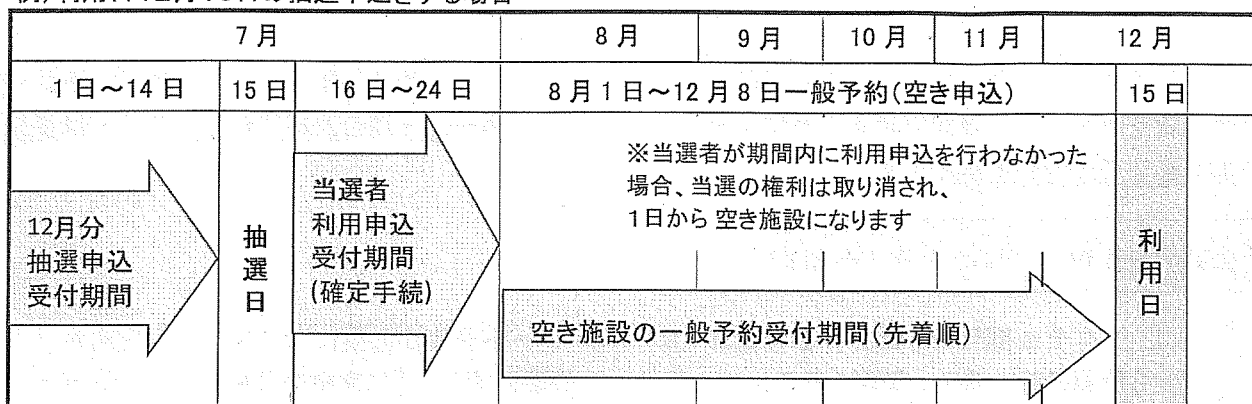 7月 8月 9月 10月 11月 12月
1日～14日 15日 16日～24日 8月1日～12月8日一般予約(空き申込) 15日
12月分
抽選申込
受付期間
抽選日
当選者
利用申込
受付期間
(確定手続)
※当選者が期間内に利用申込を行わなかった
場合、当選の権利は取り消され、
1日から 空き施設になります
空き施設の一般予約受付期間(先着順)
利用日